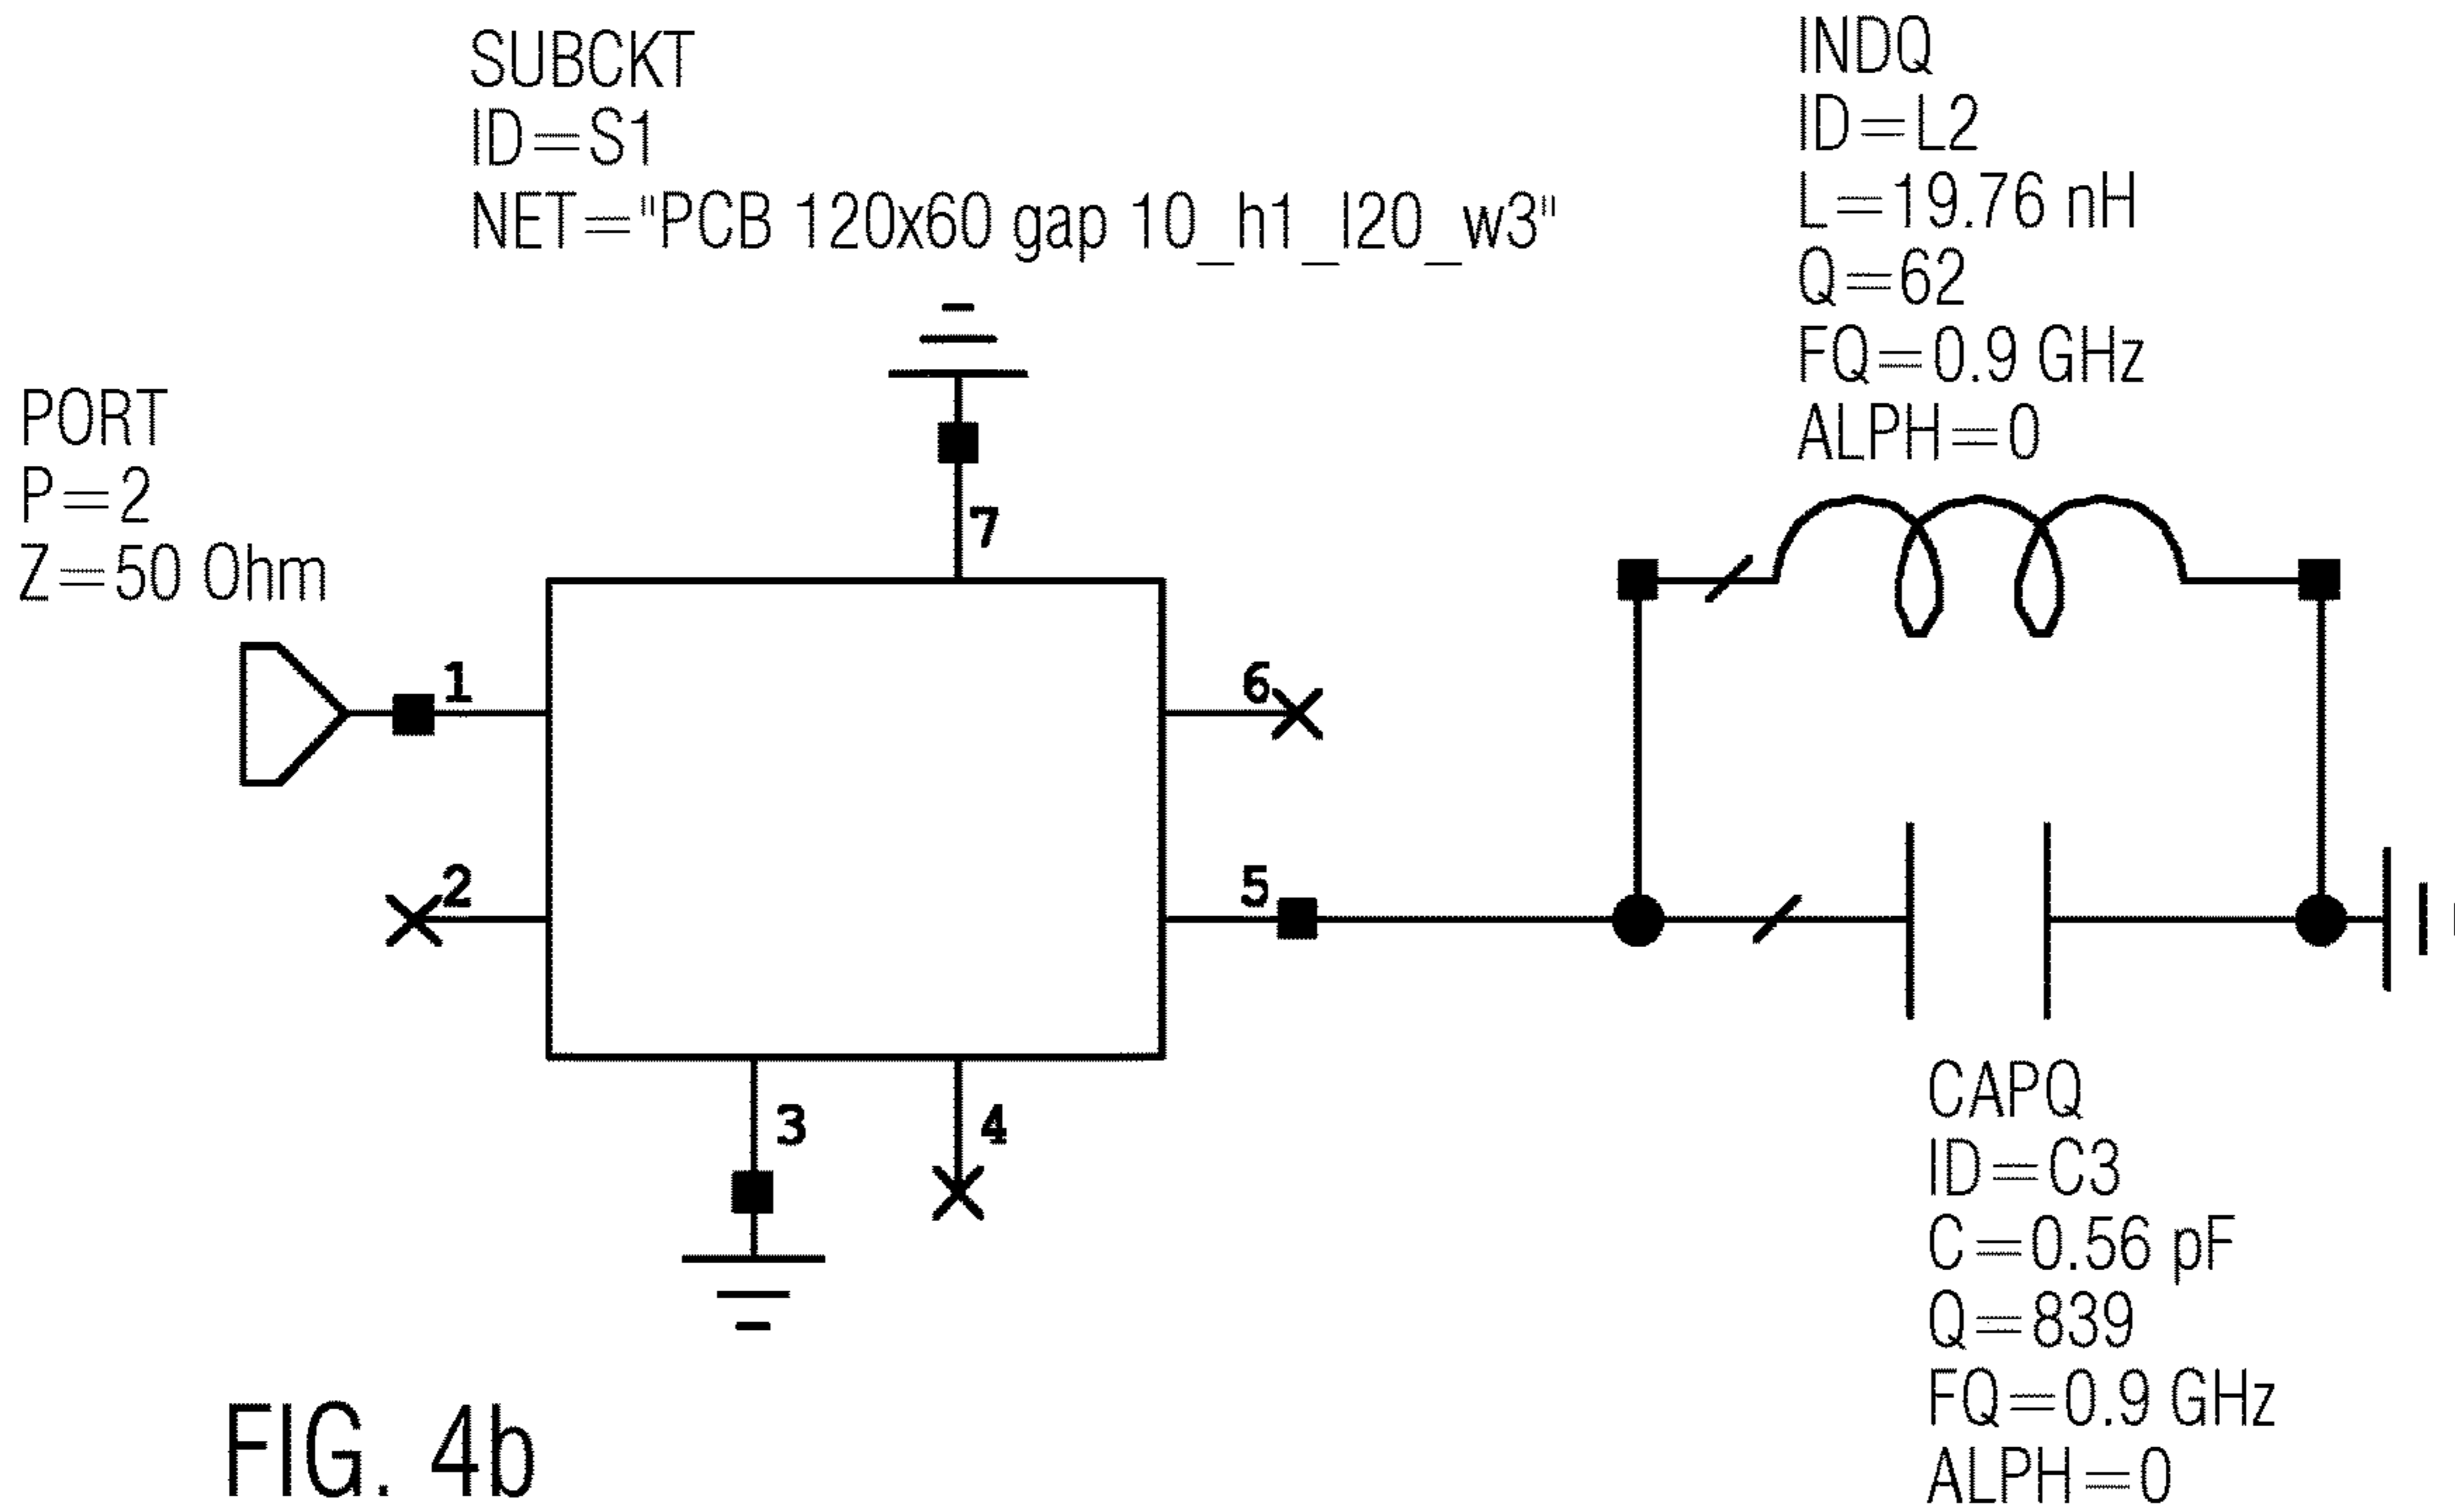 SUBCKT
ID=S1
NET="PCB 120x60 gap 10_h1_l20_w3"
INDQ
ID=L2
L=19.76 nH
Q=62
FQ=0.9 GHz
ALPH=0
PORT
P=2
Z=50 Ohm
7
1
6
2
5
3
4
CAPQ
ID=C3
C=0.56 pF
Q=839
FQ=0.9 GHz
ALPH=0
FIG. 4b